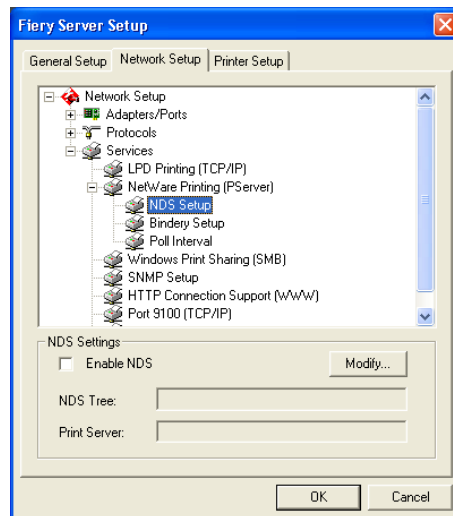 Fiery Server Setup
General Setup Network Setup Printer Setup
Network Setup
Adapters/Ports
Protocols
Services
LPD Printing (TCP/IP)
NetWare Printing (PServer)
NDS Setup
Bindery Setup
Poll Interval
Windows Print Sharing (SMB)
SNMP Setup
HTTP Connection Support (WWW)
Port 9100 (TCP/IP)
NDS Settings
Enable NDS Modify...
NDS Tree:
Print Server:
OK Cancel